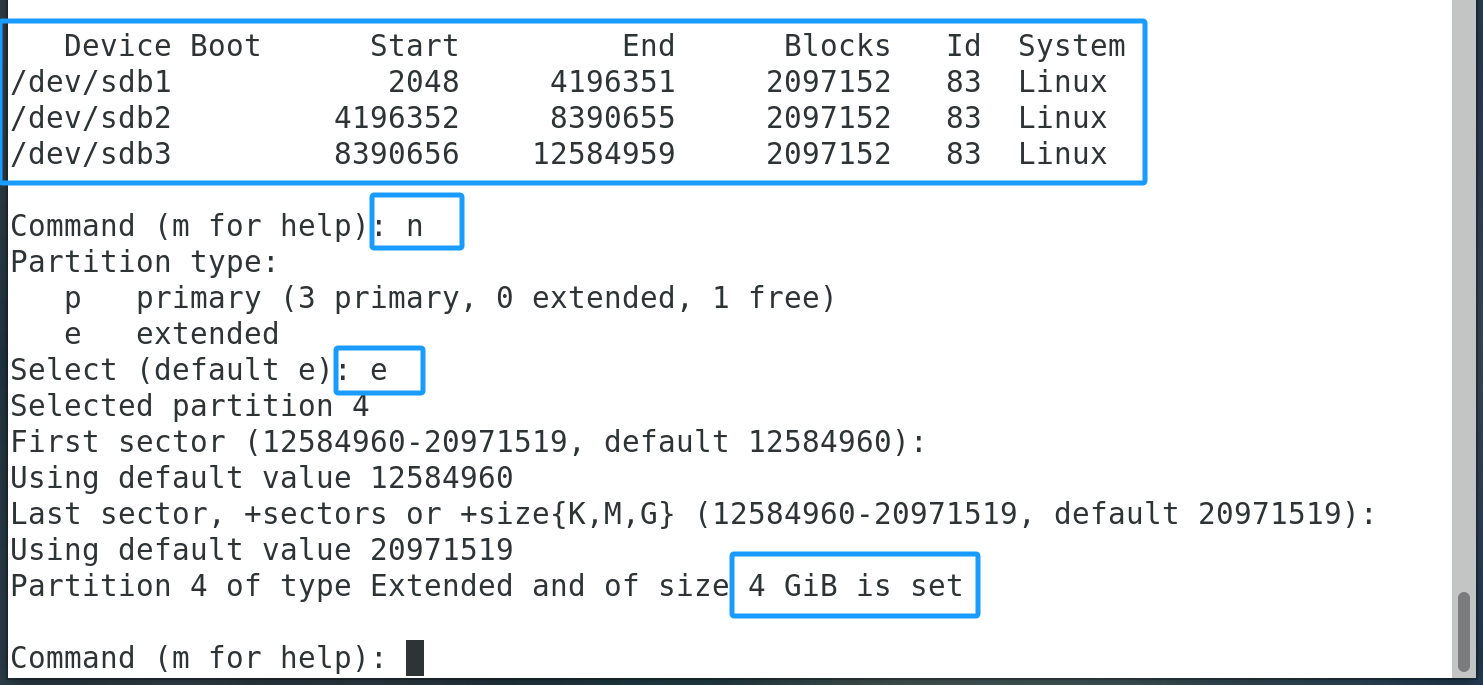 Device Boot      Start         End      Blocks   Id  System
/dev/sdb1            2048     4196351     2097152   83  Linux
/dev/sdb2         4196352     8390655     2097152   83  Linux
/dev/sdb3         8390656    12584959     2097152   83  Linux
Command (m for help): n
Partition type:
   p   primary (3 primary, 0 extended, 1 free)
   e   extended
Select (default e): e
Selected partition 4
First sector (12584960-20971519, default 12584960):
Using default value 12584960
Last sector, +sectors or +size{K,M,G} (12584960-20971519, default 20971519):
Using default value 20971519
Partition 4 of type Extended and of size 4 GiB is set
Command (m for help):